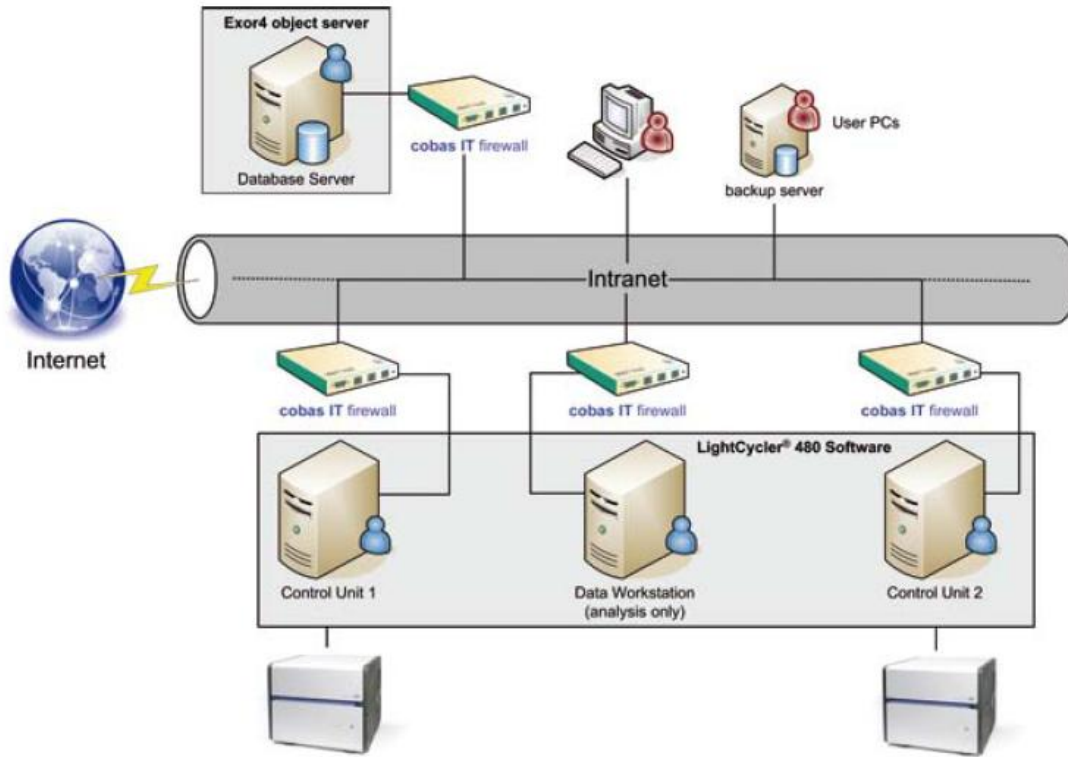 Exor4 object server
Database Server
cobas IT firewall
User PCs
backup server
Intranet
Internet
cobas IT firewall
cobas IT firewall
cobas IT firewall
LightCycler® 480 Software
Control Unit 1
Data Workstation
(analysis only)
Control Unit 2